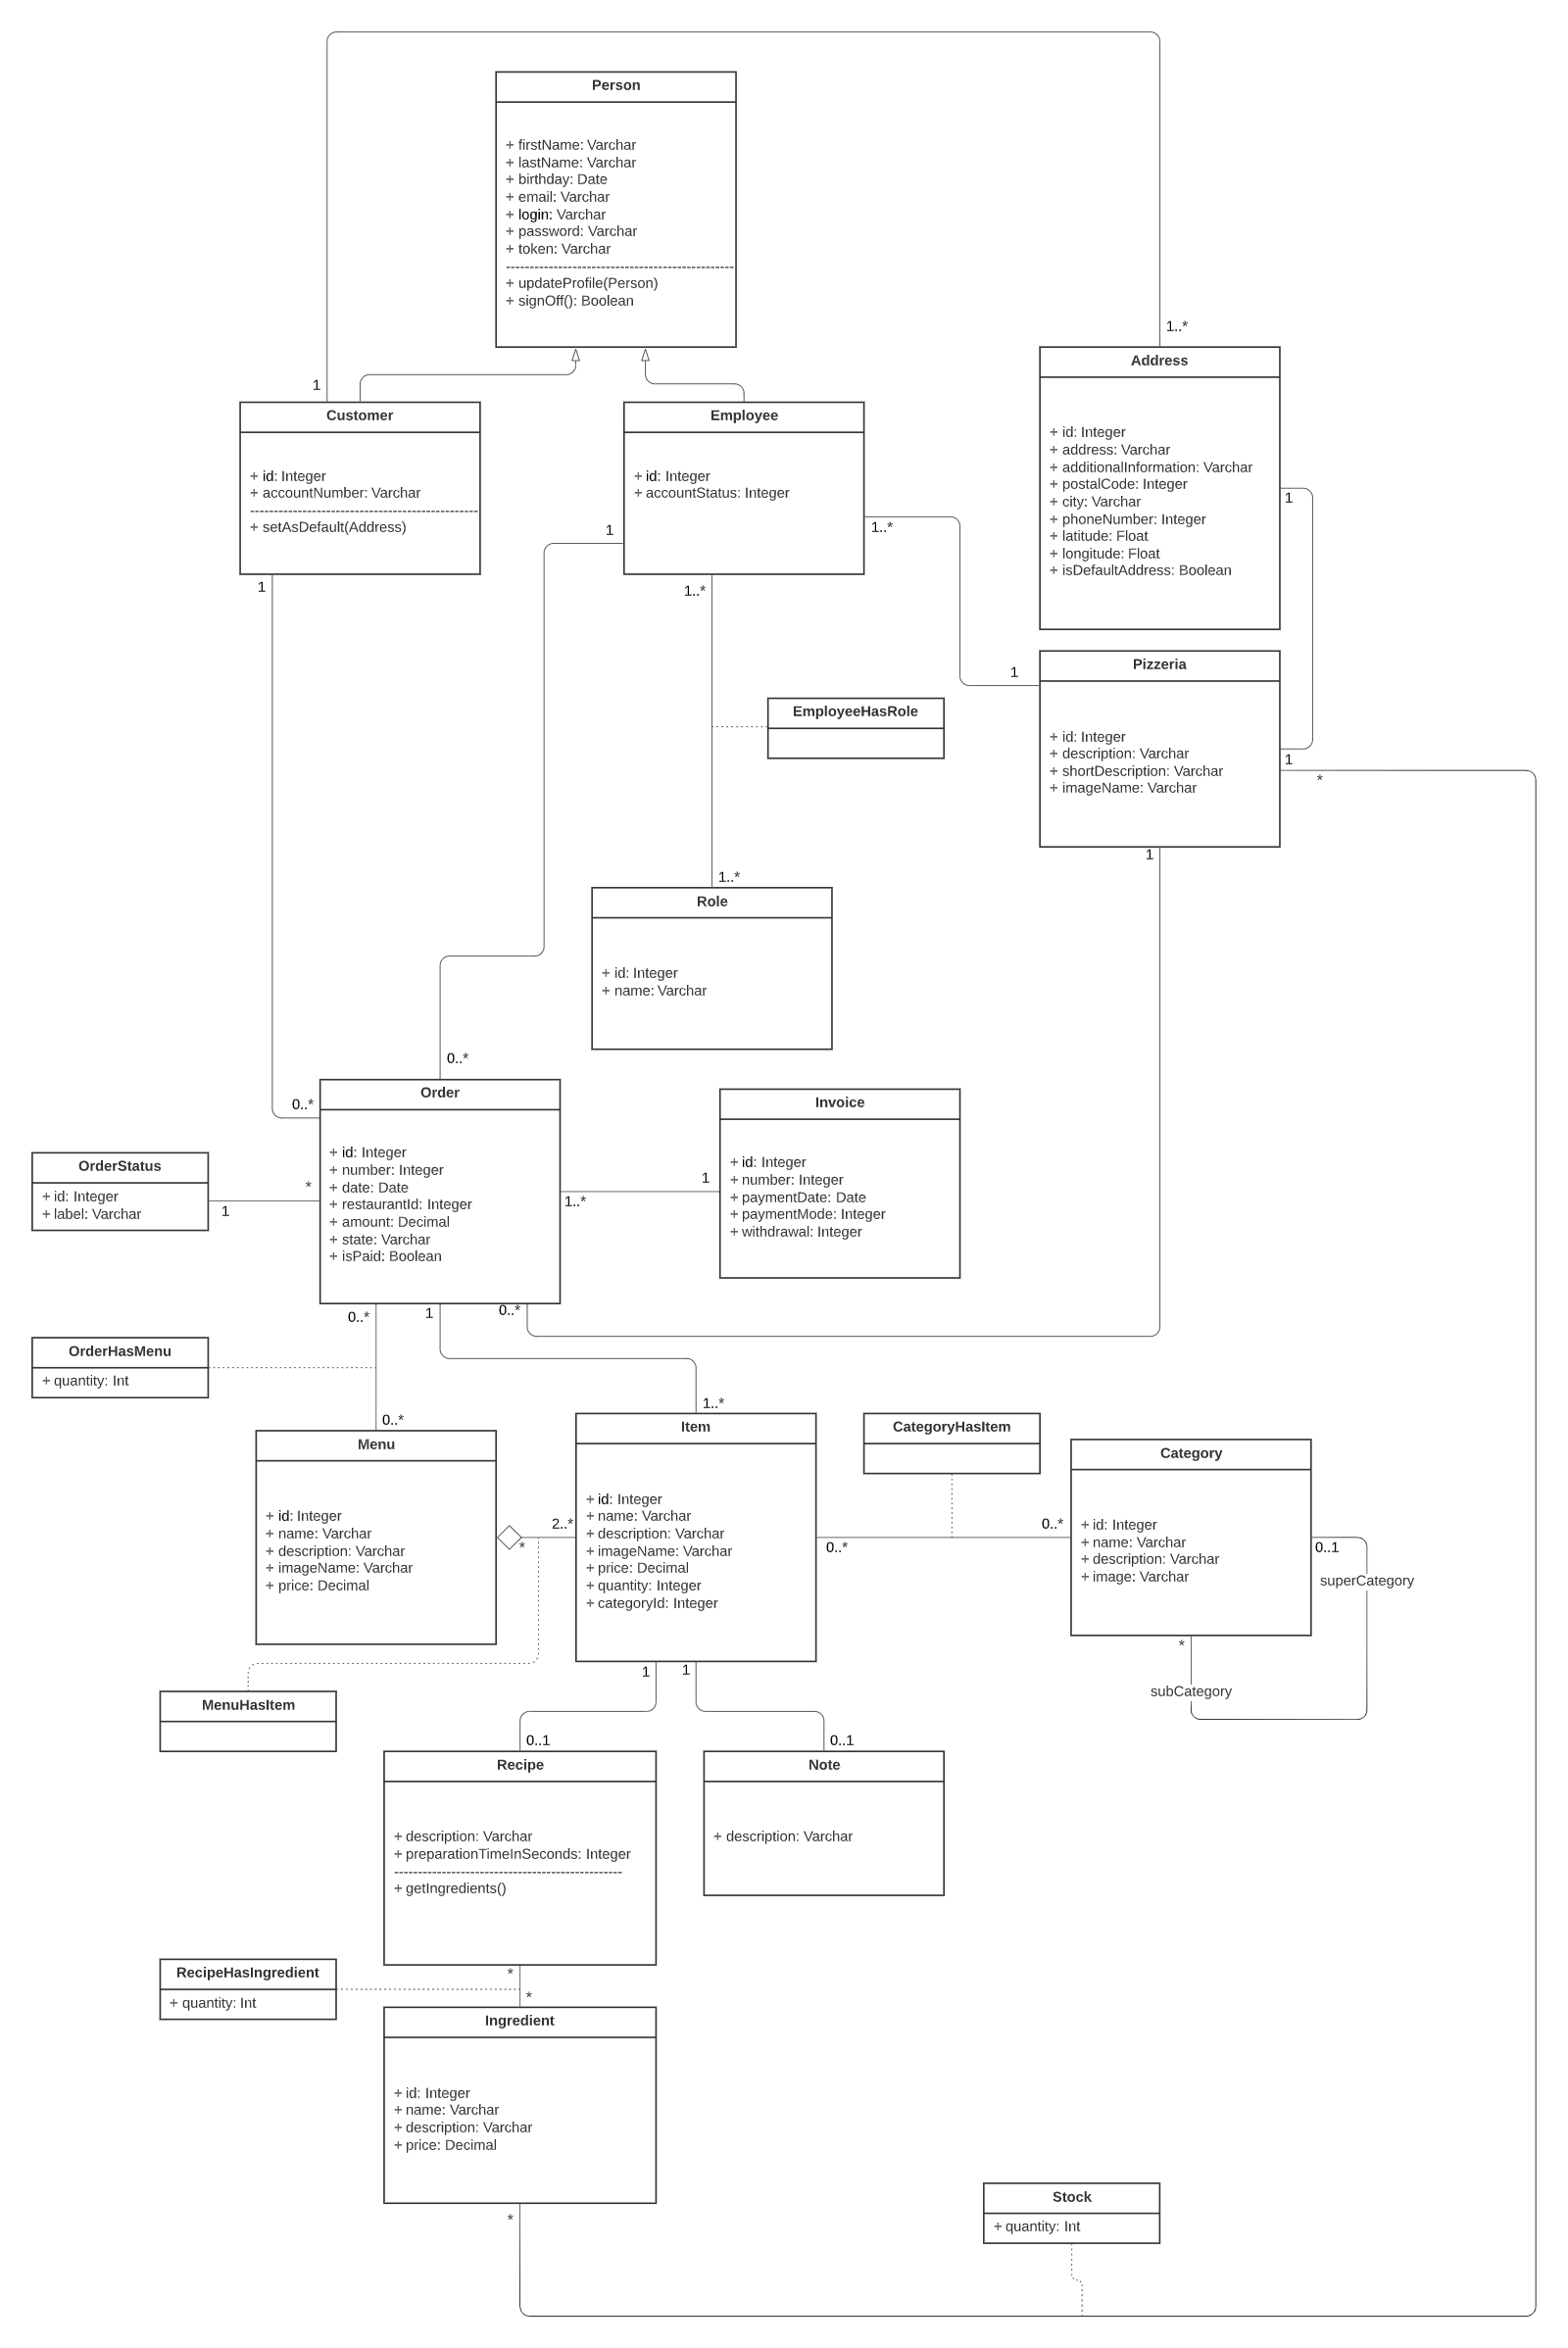 Person
+ firstName: Varchar
+ lastName: Varchar
+ birthday: Date
+ email: Varchar
+ login: Varchar
+ password: Varchar
+ token: Varchar
------------------------------------------------
+ updateProfile(Person)
+ signOff(): Boolean
1..*
1
Customer
+ id: Integer
+ accountNumber: Varchar
------------------------------------------------
+ setAsDefault(Address)
1
Employee
+ id: Integer
+ accountStatus: Integer
1
1..*
1..*
Address
+ id: Integer
+ address: Varchar
+ additionalInformation: Varchar
+ postalCode: Integer
+ city: Varchar
+ phoneNumber: Integer
+ latitude: Float
+ longitude: Float
+ isDefaultAddress: Boolean
1
1
Pizzeria
+ id: Integer
+ description: Varchar
+ shortDescription: Varchar
+ imageName: Varchar
1
*
1
EmployeeHasRole
1..*
Role
+ id: Integer
+ name: Varchar
0..*
0..*
Order
+ id: Integer
+ number: Integer
+ date: Date
+ restaurantId: Integer
+ amount: Decimal
+ state: Varchar
+ isPaid: Boolean
Invoice
+ id: Integer
+ number: Integer
+ paymentDate: Date
+ paymentMode: Integer
+ withdrawal: Integer
1
1..*
OrderStatus
+ id: Integer
+ label: Varchar
*
1
0..*
1
0..*
OrderHasMenu
+ quantity: Int
0..*
1..*
Menu
+ id: Integer
+ name: Varchar
+ description: Varchar
+ imageName: Varchar
+ price: Decimal
2..*
*
Item
+ id: Integer
+ name: Varchar
+ description: Varchar
+ imageName: Varchar
+ price: Decimal
+ quantity: Integer
+ categoryId: Integer
CategoryHasItem
0..*
0..*
Category
+ id: Integer
+ name: Varchar
+ description: Varchar
+ image: Varchar
0..1
superCategory
*
subCategory
MenuHasItem
1
1
0..1
0..1
Recipe
+ description: Varchar
+ preparationTimeInSeconds: Integer
------------------------------------------------
+ getIngredients()
Note
+ description: Varchar
RecipeHasIngredient
+ quantity: Int
*
*
Ingredient
+ id: Integer
+ name: Varchar
+ description: Varchar
+ price: Decimal
*
Stock
+ quantity: Int